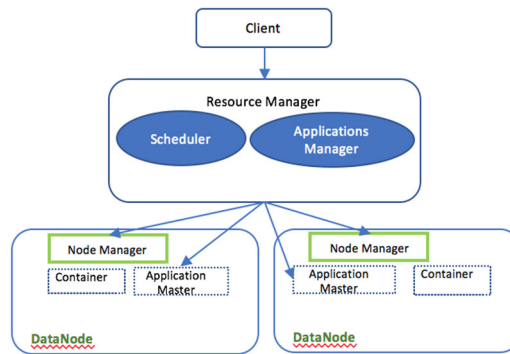 Client
Resource Manager
Scheduler
Applications
Manager
Node Manager
Container
Application
Master
DataNode
Node Manager
Application
Master
Container
DataNode